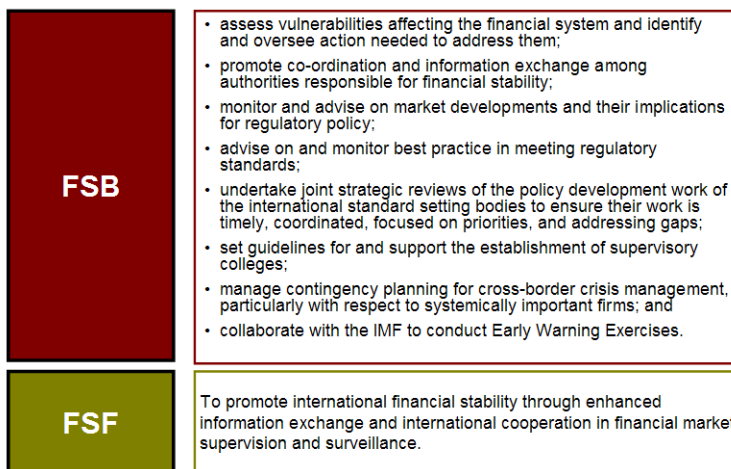 FSB
• assess vulnerabilities affecting the financial system and identify
and oversee action needed to address them;
• promote co-ordination and information exchange among
authorities responsible for financial stability;
• monitor and advise on market developments and their implications
for regulatory policy;
• advise on and monitor best practice in meeting regulatory
standards;
• undertake joint strategic reviews of the policy development work of
the international standard setting bodies to ensure their work is
timely, coordinated, focused on priorities, and addressing gaps;
• set guidelines for and support the establishment of supervisory
colleges;
• manage contingency planning for cross-border crisis management,
particularly with respect to systemically important firms; and
• collaborate with the IMF to conduct Early Warning Exercises.
FSF
To promote international financial stability through enhanced
information exchange and international cooperation in financial market
supervision and surveillance.